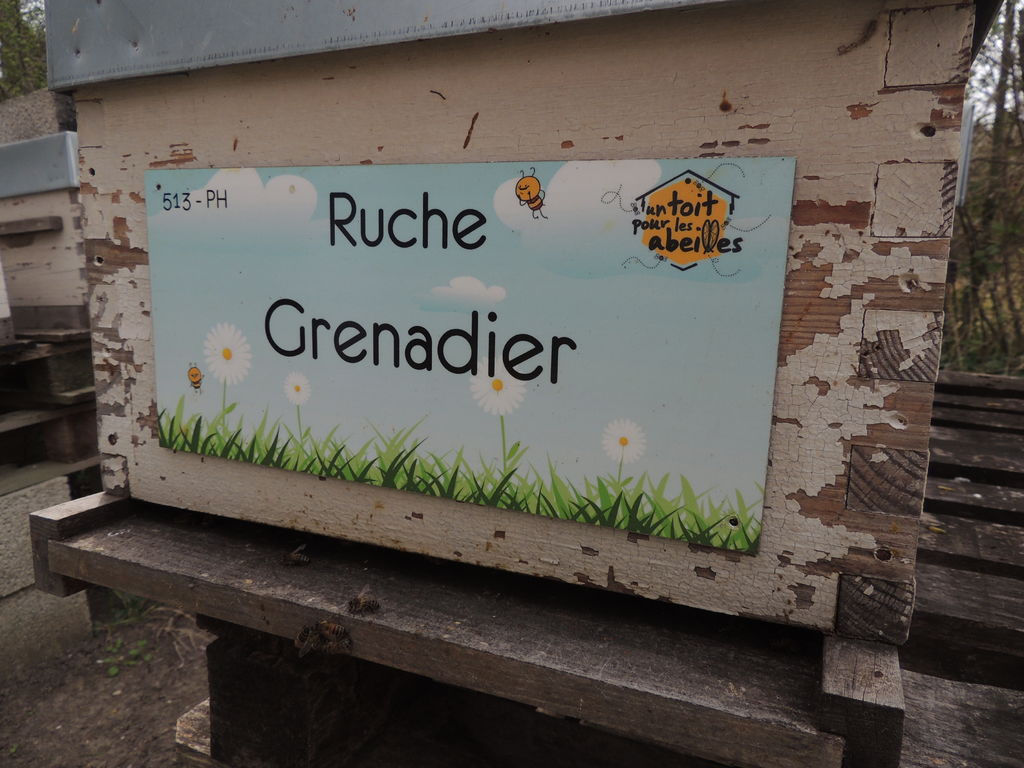 513 - PH
Ruche
un toit
pour les
abeilles
Grenadier